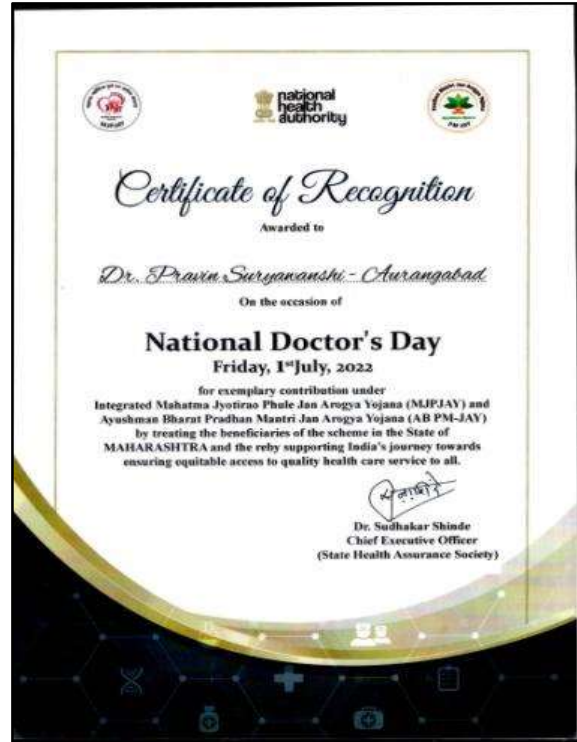 MJPJAY
national
health
authority
PM-JAY
Certificate of Recognition
Awarded to
Dr. Pravin Suryawanshi - Aurangabad
On the occasion of
National Doctor's Day
Friday, 1st July, 2022
for exemplary contribution under
Integrated Mahatma Jyotirao Phule Jan Arogya Yojana (MJPJAY) and
Ayushman Bharat Pradhan Mantri Jan Arogya Yojana (AB PM-JAY)
by treating the beneficiaries of the scheme in the State of
MAHARASHTRA and the reby supporting India's journey towards
ensuring equitable access to quality health care service to all.
Dr. Sudhakar Shinde
Chief Executive Officer
(State Health Assurance Society)